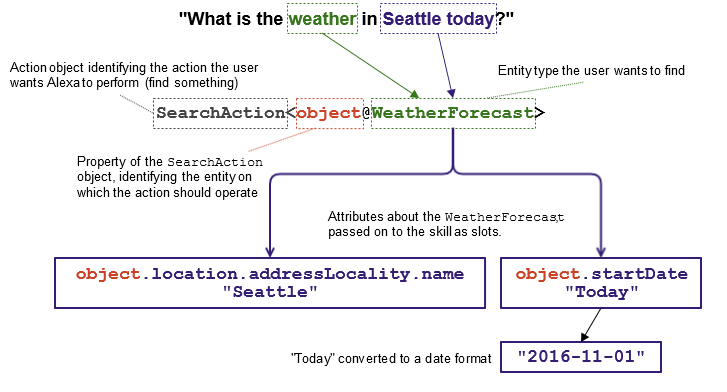 "What is the weather in Seattle today?"
Action object identifying the action the user
wants Alexa to perform (find something)
Entity type the user wants to find
SearchAction<object@WeatherForecast>
Property of the SearchAction
object, identifying the entity on
which the action should operate
Attributes about the WeatherForecast,
passed on to the skill as slots.
object.location.addressLocality.name
"Seattle"
object.startDate
"Today"
"Today" converted to a date format
"2016-11-01"